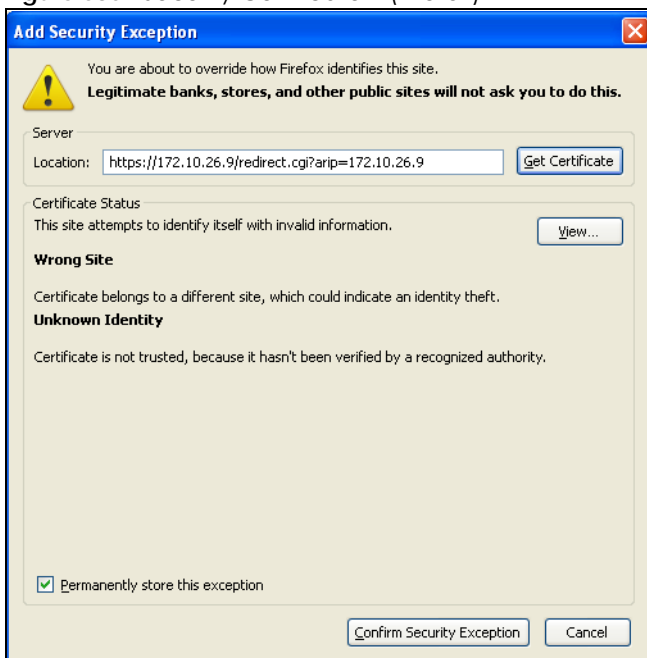 Add Security Exception
You are about to override how Firefox identifies this site.
Legitimate banks, stores, and other public sites will not ask you to do this.
Server
Location: https://172.10.26.9/redirect.cgi?arip=172.10.26.9 Get Certificate
Certificate Status
This site attempts to identify itself with invalid information. View...
Wrong Site
Certificate belongs to a different site, which could indicate an identity theft.
Unknown Identity
Certificate is not trusted, because it hasn't been verified by a recognized authority.
Permanently store this exception
Confirm Security Exception Cancel